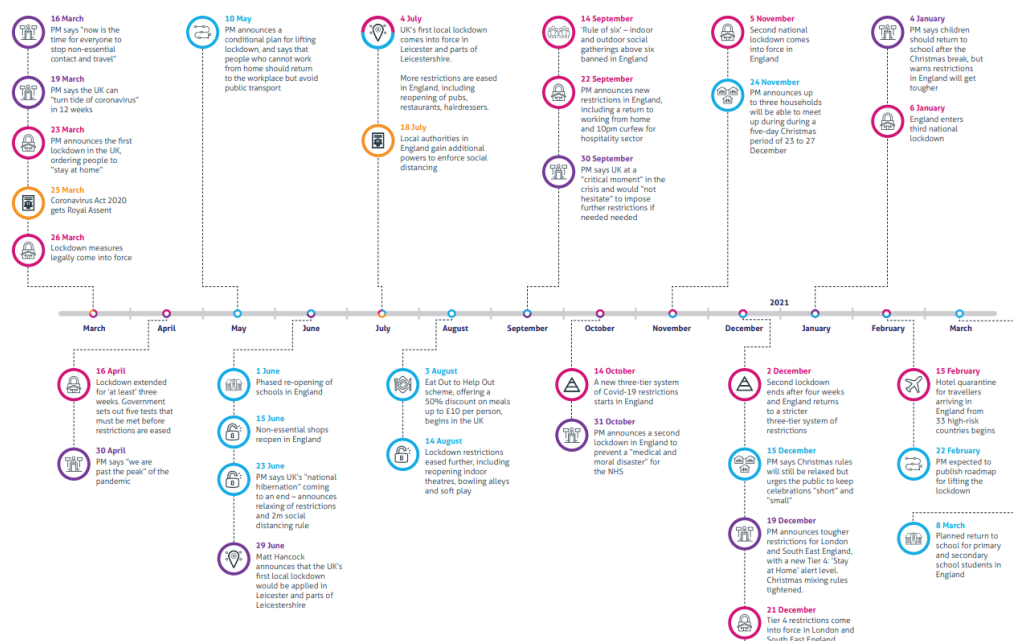 16 March
PM says "now is
the time for everyone to
stop non-essential
contact and travel"
19 March
PM says the UK can
"turn tide of coronavirus"
in 12 weeks
23 March
PM announces the first
lockdown in the UK,
ordering people to
"stay at home"
25 March
Coronavirus Act 2020
gets Royal Assent
26 March
Lockdown measures
legally come into force
10 May
PM announces a
conditional plan for lifting
lockdown, and says that
people who cannot work
from home should return
to the workplace but avoid
public transport
4 July
UK's first local lockdown
comes into force in
Leicester and parts of
Leicestershire.
More restrictions are eased
in England, including
reopening of pubs,
restaurants, hairdressers.
18 July
Local authorities in
England gain additional
powers to enforce social
distancing
14 September
'Rule of six' – indoor
and outdoor social
gatherings above six
banned in England
22 September
PM announces new
restrictions in England,
including a return to
working from home
and 10pm curfew for
hospitality sector
30 September
PM says UK at a
"critical moment" in the
crisis and would "not
hesitate" to impose
further restrictions if
needed needed
5 November
Second national
lockdown comes
into force in
England
24 November
PM announces up
to three households
will be able to meet
up during during a
five-day Christmas
period of 23 to 27
December
4 January
PM says children
should return to
school after the
Christmas break, but
warns restrictions
in England will get
tougher
6 January
England enters
third national
lockdown
2021
March
April
May
June
July
August
September
October
November
December
January
February
March
16 April
Lockdown extended
for 'at least' three
weeks. Government
sets out five tests that
must be met before
restrictions are eased
30 April
PM says "we are
past the peak" of the
pandemic
1 June
Phased re-opening of
schools in England
15 June
Non-essential shops
reopen in England
23 June
PM says UK's "national
hibernation" coming
to an end – announces
relaxing of restrictions
and 2m social
distancing rule
29 June
Matt Hancock
announces that the UK's
first local lockdown
would be applied in
Leicester and parts of
Leicestershire
3 August
Eat Out to Help Out
scheme, offering a
50% discount on meals
up to £10 per person,
begins in the UK
14 August
Lockdown restrictions
eased further, including
reopening indoor
theatres, bowling alleys
and soft play
14 October
A new three-tier system
of Covid-19 restrictions
starts in England
31 October
PM announces a second
lockdown in England to
prevent a "medical and
moral disaster" for
the NHS
2 December
Second lockdown
ends after four weeks
and England returns
to a stricter
three-tier system of
restrictions
15 December
PM says Christmas rules
will still be relaxed but
urges the public to keep
celebrations "short" and
"small"
19 December
PM announces tougher
restrictions for London
and South East England,
with a new Tier 4: 'Stay
at Home' alert level.
Christmas mixing rules
tightened.
21 December
Tier 4 restrictions come
into force in London and
South East England
15 February
Hotel quarantine
for travellers
arriving in
England from
33 high-risk
countries begins
22 February
PM expected to
publish roadmap
for lifting the
lockdown
8 March
Planned return to
school for primary
and secondary
school students in
England